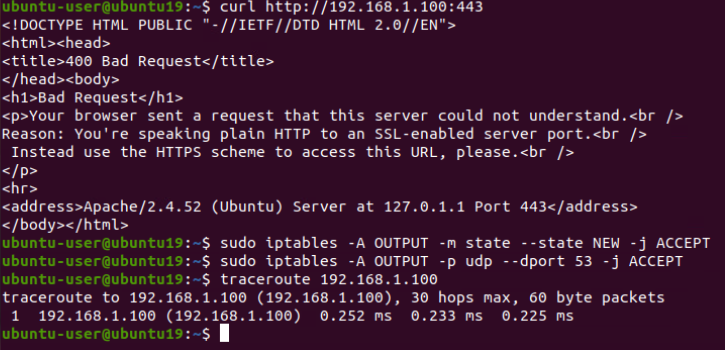 ubuntu-user@ubuntu19:~$ curl http://192.168.1.100:443
<!DOCTYPE HTML PUBLIC "-//IETF//DTD HTML 2.0//EN">
<html><head>
<title>400 Bad Request</title>
</head><body>
<h1>Bad Request</h1>
<p>Your browser sent a request that this server could not understand.<br />
Reason: You're speaking plain HTTP to an SSL-enabled server port.<br />
 Instead use the HTTPS scheme to access this URL, please.<br />
</p>
<hr>
<address>Apache/2.4.52 (Ubuntu) Server at 127.0.1.1 Port 443</address>
</body></html>
ubuntu-user@ubuntu19:~$ sudo iptables -A OUTPUT -m state --state NEW -j ACCEPT
ubuntu-user@ubuntu19:~$ sudo iptables -A OUTPUT -p udp --dport 53 -j ACCEPT
ubuntu-user@ubuntu19:~$ traceroute 192.168.1.100
traceroute to 192.168.1.100 (192.168.1.100), 30 hops max, 60 byte packets
 1  192.168.1.100 (192.168.1.100)  0.252 ms  0.233 ms  0.225 ms
ubuntu-user@ubuntu19:~$